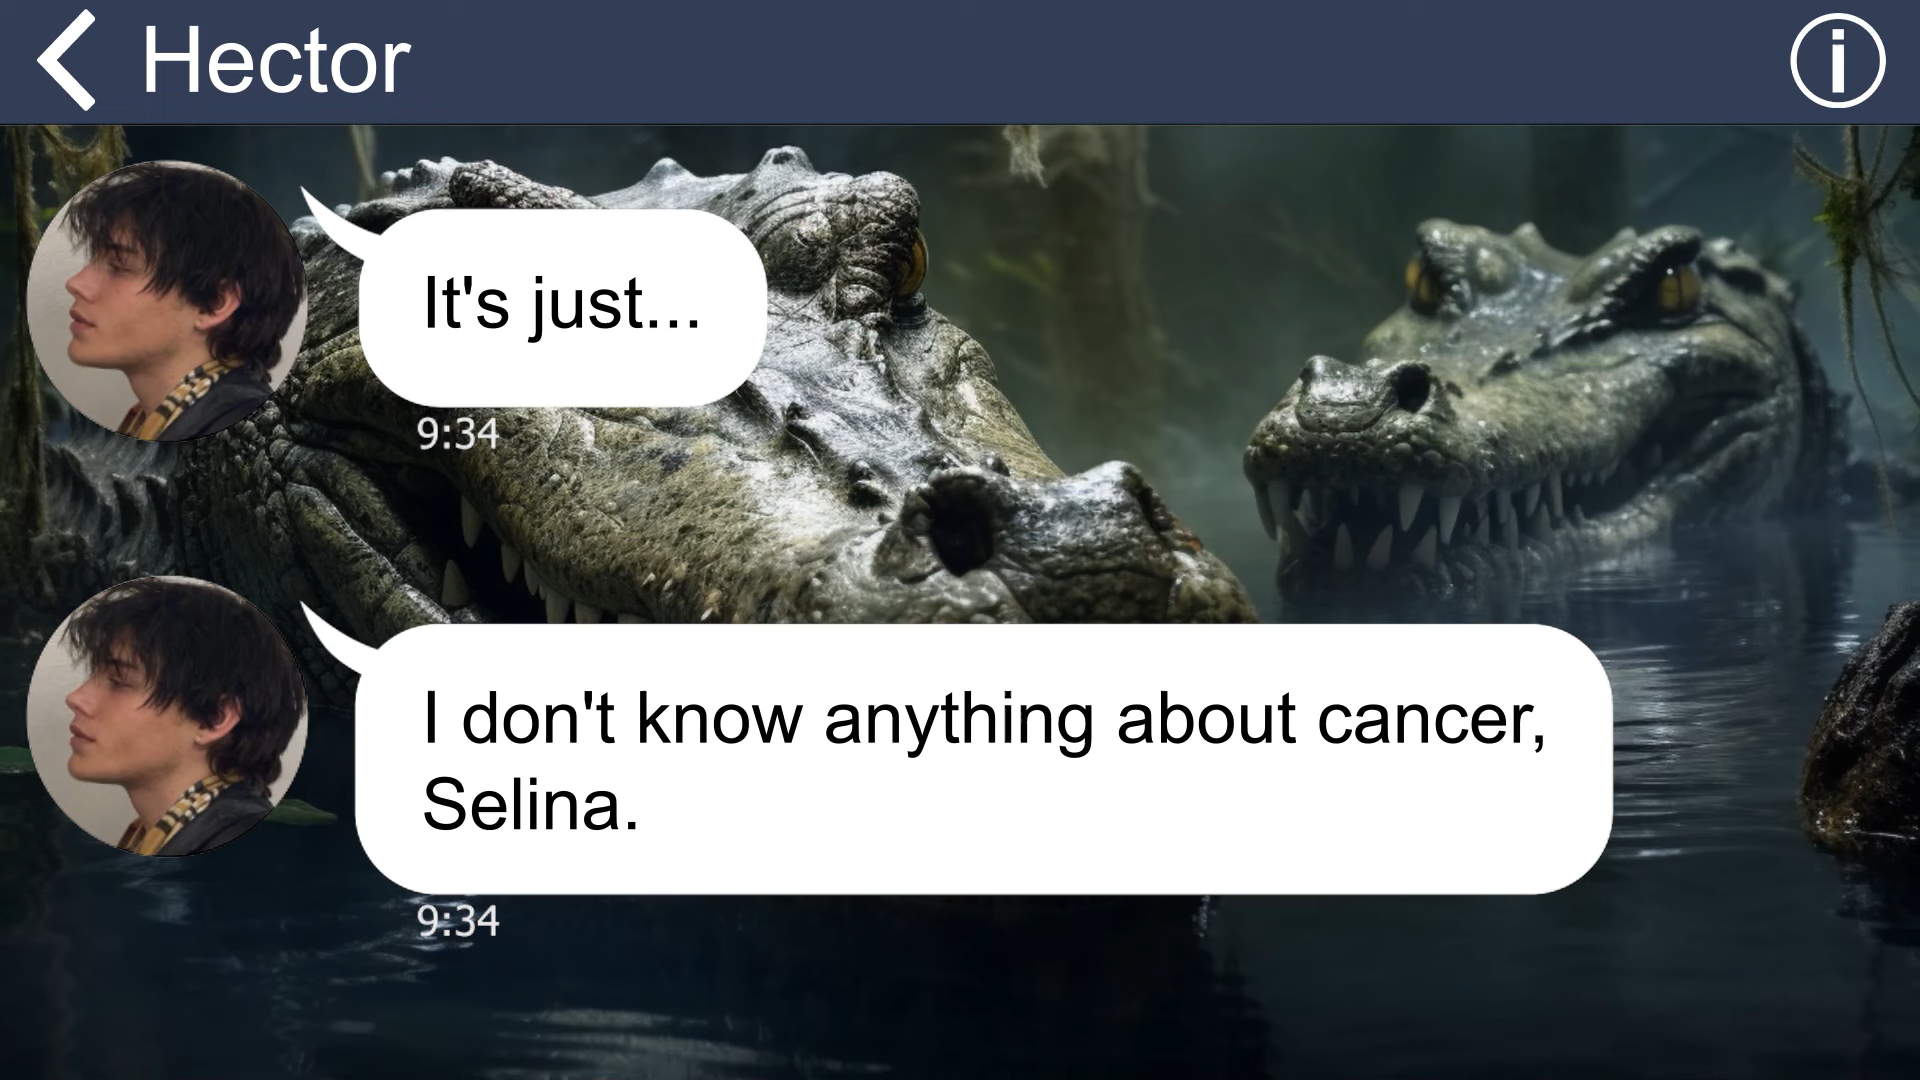 Hector
It's just...
9:34
I don't know anything about cancer,
Selina.
9:34